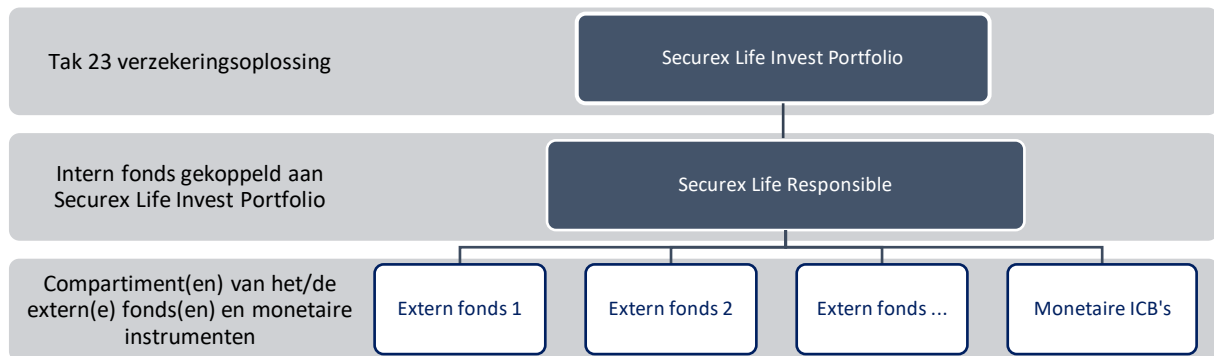 Tak 23 verzekeringsoplossing
Securex Life Invest Portfolio
Intern fonds gekoppeld aan
Securex Life Invest Portfolio
Securex Life Responsible
Compartiment(en) van het/de
extern(e) fonds(en) en monetaire
instrumenten
Extern fonds 1
Extern fonds 2
Extern fonds ...
Monetaire ICB's